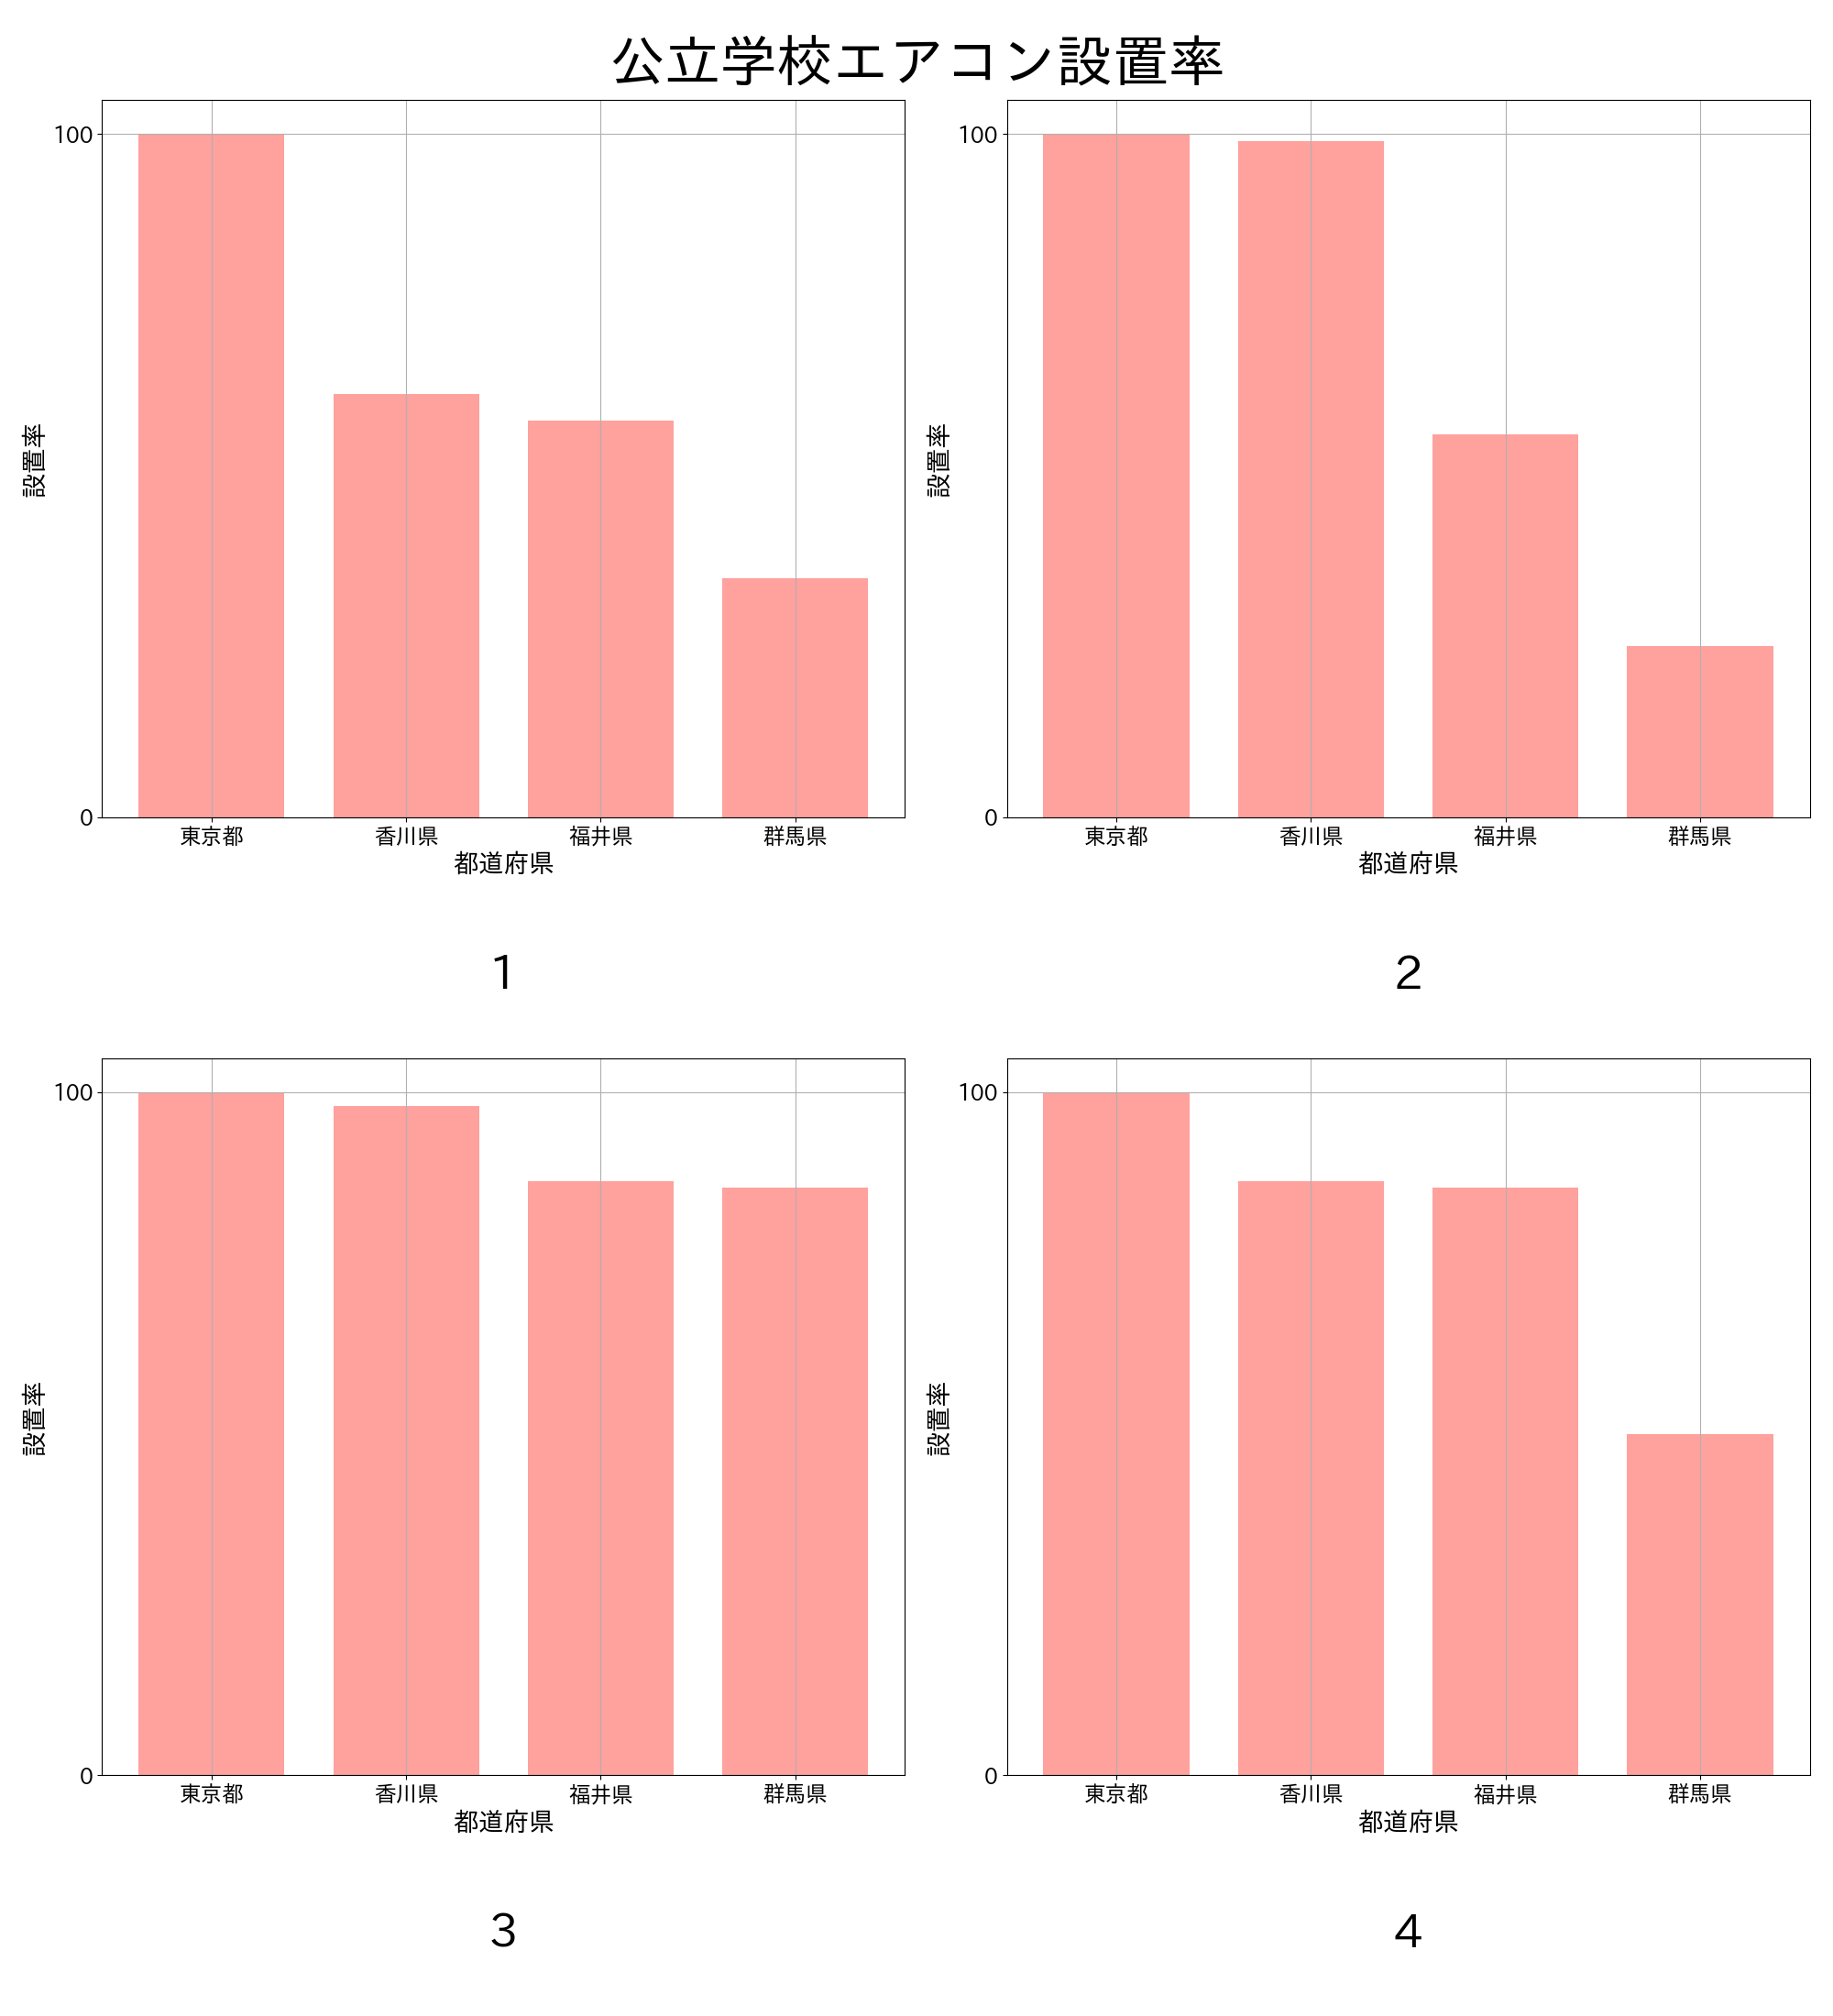 公立学校エアコン設置率
100
0
設置率
東京都 香川県 福井県 群馬県
都道府県
1
100
0
設置率
東京都 香川県 福井県 群馬県
都道府県
2
100
0
設置率
東京都 香川県 福井県 群馬県
都道府県
3
100
0
設置率
東京都 香川県 福井県 群馬県
都道府県
4